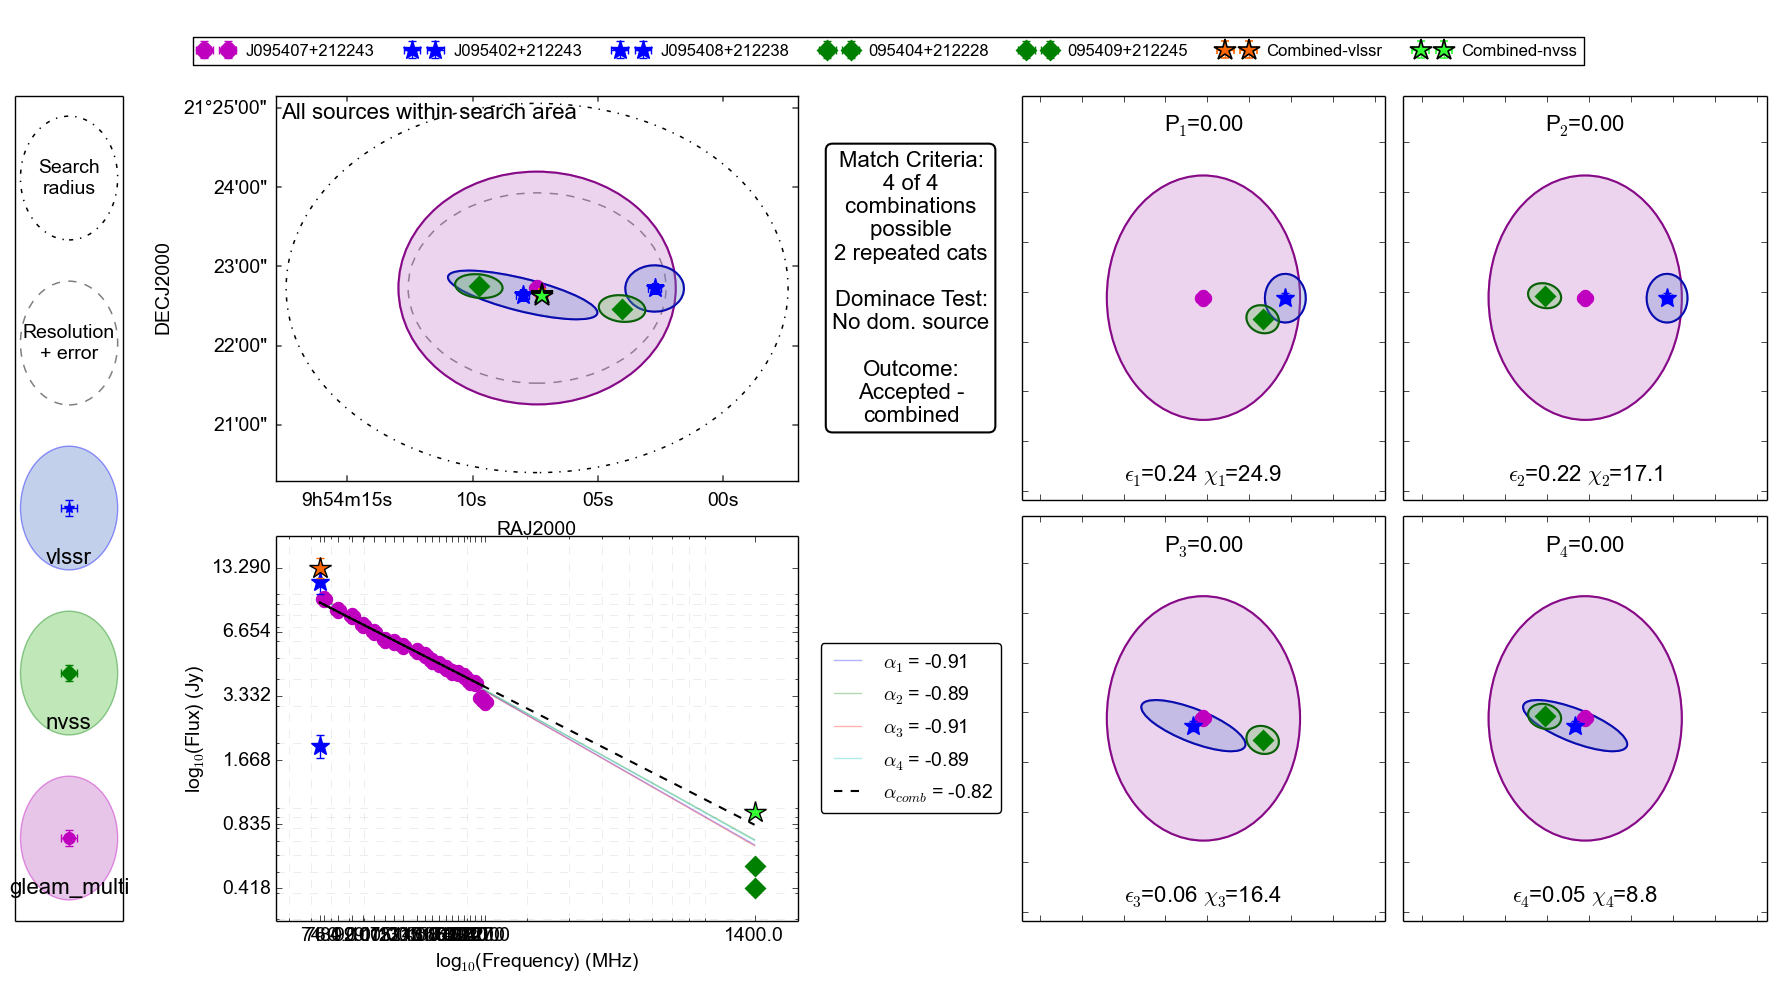 J095407+212243 J095402+212243 J095408+212238 095404+212228 095409+212245 Combined-vlssr Combined-nvss
Search
radius
Resolution
+ error
vlssr
nvss
gleam_multi
All sources within search area
21°25'00"
24'00"
23'00"
22'00"
21'00"
DECJ2000
9h54m15s 10s 05s 00s
RAJ2000
Match Criteria:
4 of 4
combinations
possible
2 repeated cats
Dominace Test:
No dom. source
Outcome:
Accepted -
combined
P1=0.00
ϵ1=0.24 χ1=24.9
P2=0.00
ϵ2=0.22 χ2=17.1
13.290
6.654
3.332
1.668
0.835
0.418
log10(Flux) (Jy)
1400.0
log10(Frequency) (MHz)
α1 = -0.91
α2 = -0.89
α3 = -0.91
α4 = -0.89
αcomb = -0.82
P3=0.00
ϵ3=0.06 χ3=16.4
P4=0.00
ϵ4=0.05 χ4=8.8